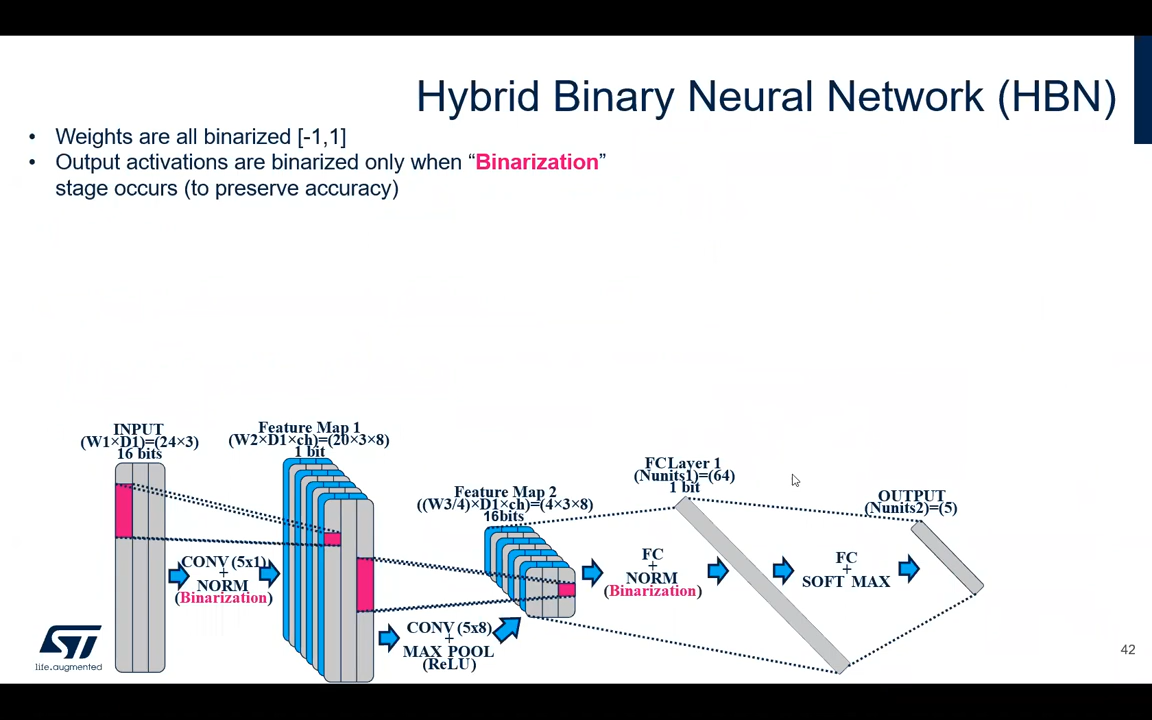 Hybrid Binary Neural Network (HBN)
• Weights are all binarized [-1,1]
• Output activations are binarized only when “Binarization”
stage occurs (to preserve accuracy)
INPUT
(W1×D1)=(24×3)
16 bits
CONV (5x1)
+
NORM
(Binarization)
Feature Map 1
(W2×D1×ch)=(20×3×8)
1 bit
CONV (5x8)
+
MAX POOL
(ReLU)
Feature Map 2
((W3/4)×D1×ch)=(4×3×8)
16bits
FC
+
NORM
(Binarization)
FCLayer 1
(Nunits1)=(64)
1 bit
FC
+
SOFT MAX
OUTPUT
(Nunits2)=(5)
ST
life.augmented
42